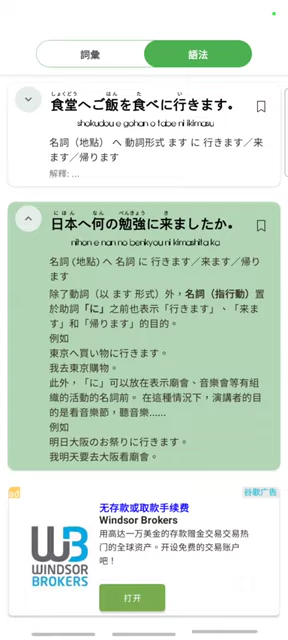 詞彙
語法
しょくどう はん た い
食堂へご飯を食べに行きます。
shokudou e gohan o tabe ni ikimasu
名詞（地點） へ 動詞形式 ます に 行きます／来
ます／帰ります
解釋: ...
にほん なん べんきょう き
日本へ何の勉強に来ましたか。
nihon e nan no benkyou ni kimashita ka
名詞 (地點) へ 名詞 に 行きます／来ます／帰り
ます
除了動詞（以 ます 形式）外，名詞（指行動）置
於助詞「に」之前也表示「行きます」、「来ま
す」和「帰ります」的目的。
例如
東京へ買い物に行きます。
我去東京購物。
此外，「に」可以放在表示廟會、音樂會等有組
織的活動的名詞前。 在這種情況下，演講者的目
的是看音樂節，聽音樂......
例如
明日大阪のお祭りに行きます。
我明天要去大阪看廟會。
谷歌广告
无存款或取款手续费
Windsor Brokers
用高达一万美金的存款赠金交易交易热
门的全球资产。开设免费的交易账户
吧！
WB
WINDSOR
BROKERS
打开